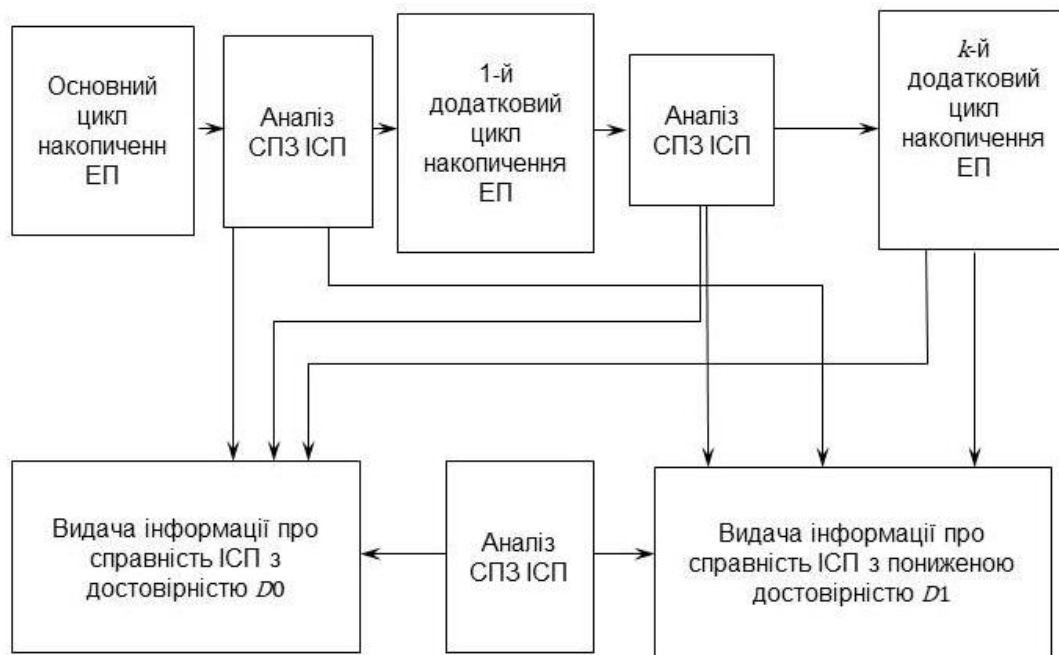 Основний
цикл
накопиченн
ЕП
Аналіз
СПЗ ІСП
1-й
додатковий
цикл
накопичення
ЕП
Аналіз
СПЗ ІСП
k-й
додатковий
цикл
накопичення
ЕП
Видача інформації про
справність ІСП з
достовірністю D0
Аналіз
СПЗ ІСП
Видача інформації про
справність ІСП з пониженою
достовірністю D1